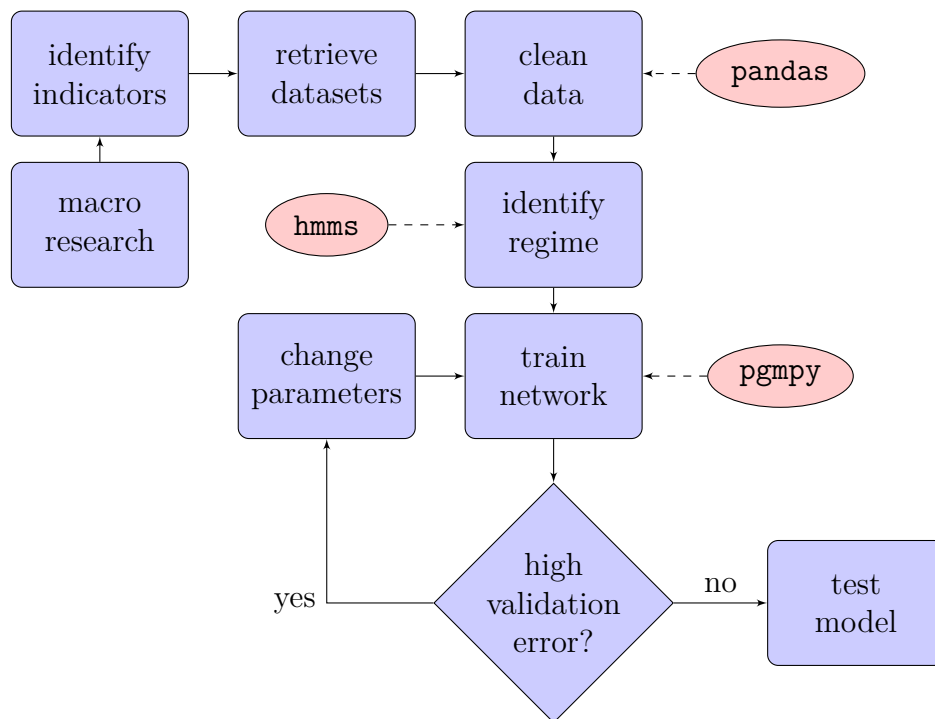 identify
indicators
retrieve
datasets
clean
data
pandas
macro
research
hmms
identify
regime
change
parameters
train
network
pgmpy
yes
high
validation
error?
no
test
model